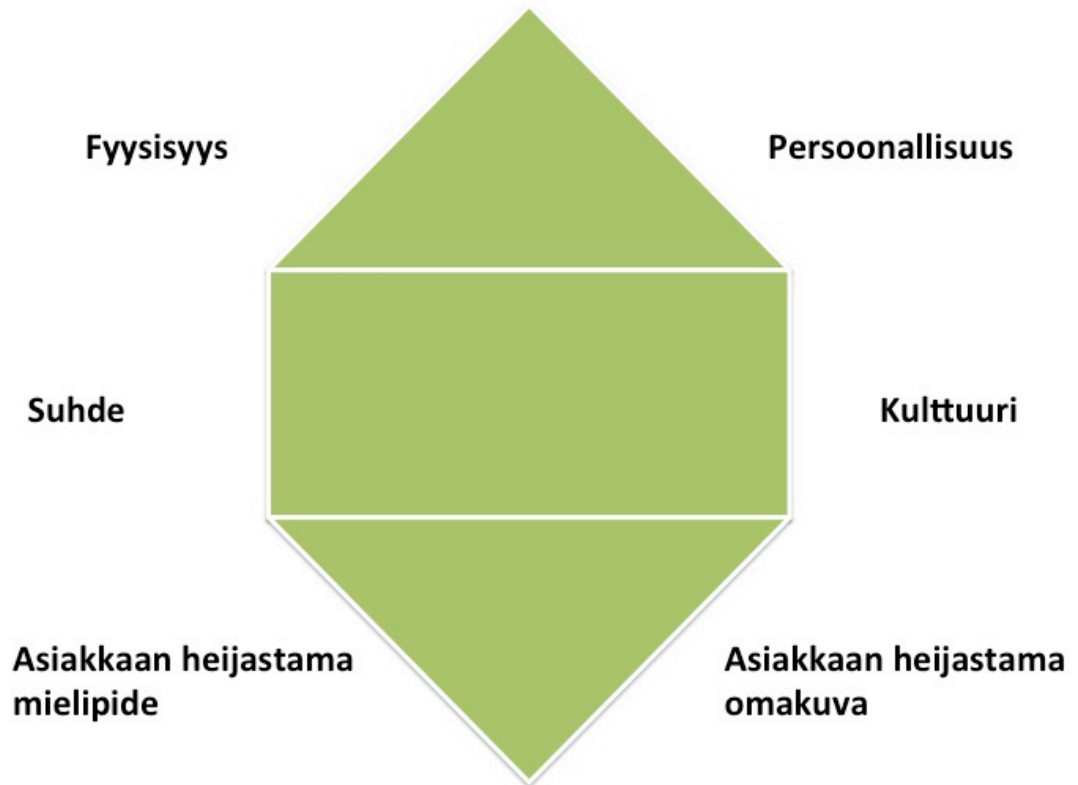 Fyysisyys
Persoonallisuus
Suhde
Kulttuuri
Asiakkaan heijastama
mielipide
Asiakkaan heijastama
omakuva